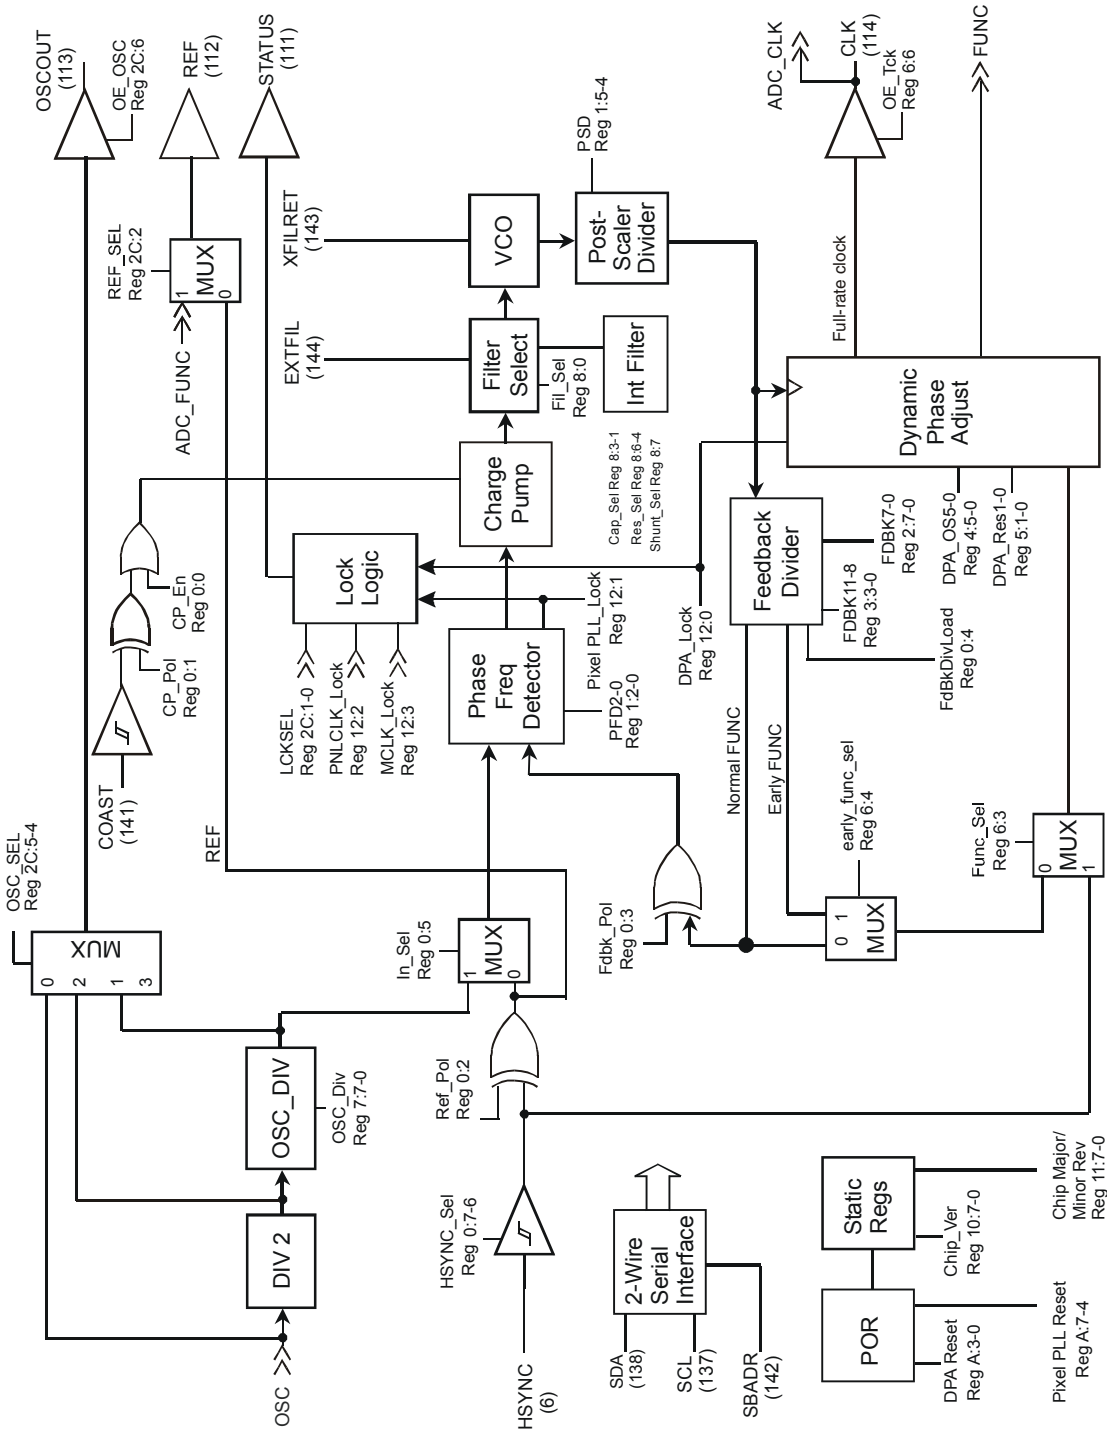 OSCOUT
(113)
OE_OSC
Reg 2C:6
REF
(112)
STATUS
(111)
REF_SEL
Reg 2C:2
MUX
1
0
ADC_FUNC
XFILRET
(143)
EXTFIL
(144)
VCO
PSD
Reg 1:5-4
Post-
Scaler
Divider
ADC_CLK
CLK
(114)
OE_Tck
Reg 6:6
FUNC
Full-rate clock
Filter
Select
Fil_Sel
Reg 8:0
Int Filter
Dynamic
Phase
Adjust
DPA_OS5-0
Reg 4:5-0
DPA_Res1-0
Reg 5:1-0
Charge
Pump
Cap_Sel Reg 8:3-1
Res_Sel Reg 8:6-4
Shunt_Sel Reg 8:7
CP_En
Reg 0:0
CP_Pol
Reg 0:1
COAST
(141)
Lock
Logic
LCKSEL
Reg 2C:1-0
PNLCLK_Lock
Reg 12:2
MCLK_Lock
Reg 12:3
Phase
Freq
Detector
Pixel PLL_Lock
Reg 12:1
PFD2-0
Reg 1:2-0
DPA_Lock
Reg 12:0
Feedback
Divider
FDBK7-0
Reg 2:7-0
FDBK11-8
Reg 3:3-0
FdBkDivLoad
Reg 0:4
Normal FUNC
Early FUNC
early_func_sel
Reg 6:4
0 1
MUX
Func_Sel
Reg 6:3
0
MUX
1
OSC_SEL
Reg 2C:5-4
MUX
0
2
1
3
REF
In_Sel
Reg 0:5
1
MUX
0
Fdbk_Pol
Reg 0:3
OSC_DIV
OSC_Div
Reg 7:7-0
Ref_Pol
Reg 0:2
DIV 2
OSC
HSYNC_Sel
Reg 0:7-6
HSYNC
(6)
2-Wire
Serial
Interface
SDA
(138)
SCL
(137)
SBADR
(142)
Static
Regs
Chip_Ver
Reg 10:7-0
Chip Major/
Minor Rev
Reg 11:7-0
POR
DPA Reset
Reg A:3-0
Pixel PLL Reset
Reg A:7-4